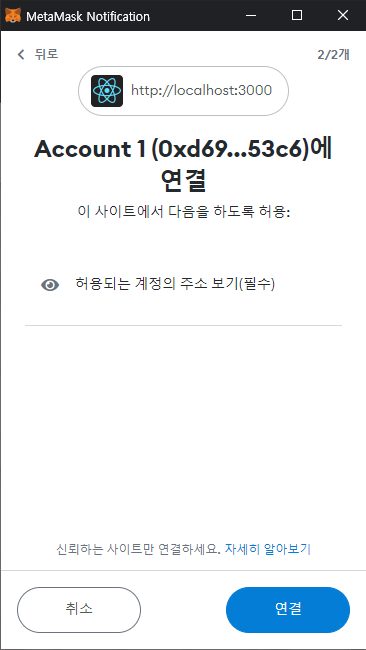 MetaMask Notification
뒤로
2/2개
http://localhost:3000
Account 1 (0xd69...53c6)에
연결
이 사이트에서 다음을 하도록 허용:
허용되는 계정의 주소 보기(필수)
신뢰하는 사이트만 연결하세요. 자세히 알아보기
취소
연결